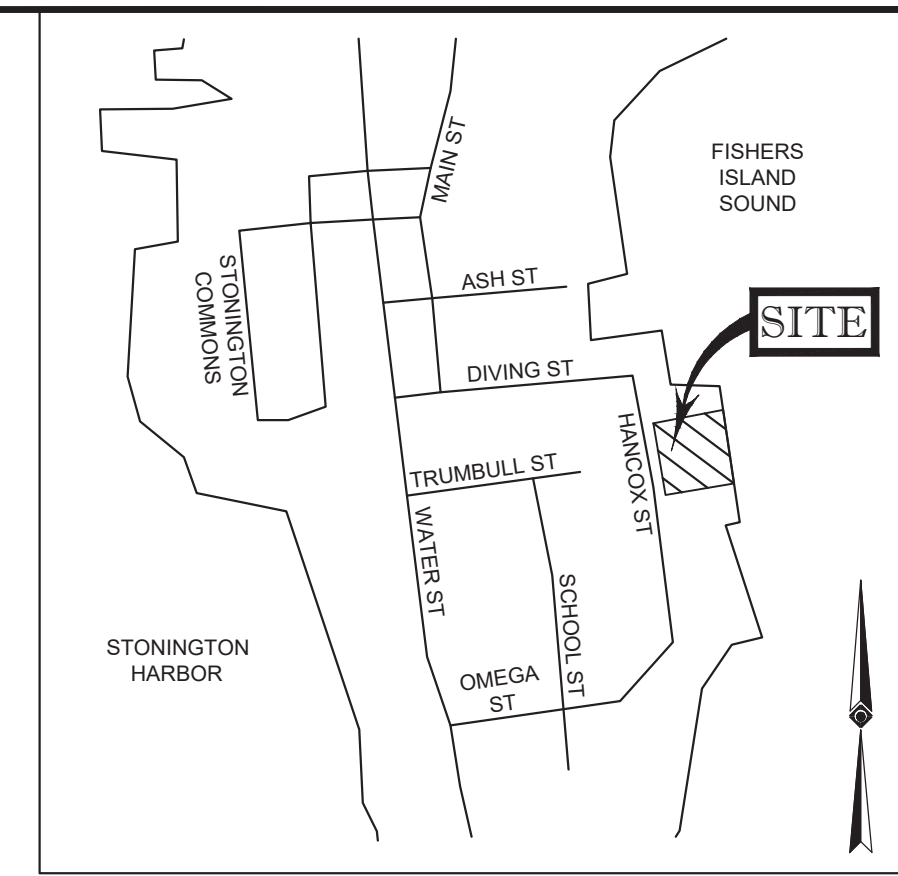 MAIN ST
FISHERS
ISLAND
SOUND
STONINGTON
COMMONS
ASH ST
SITE
DIVING ST
HANCOX ST
TRUMBULL ST
WATER ST
SCHOOL ST
STONINGTON
HARBOR
OMEGA
ST